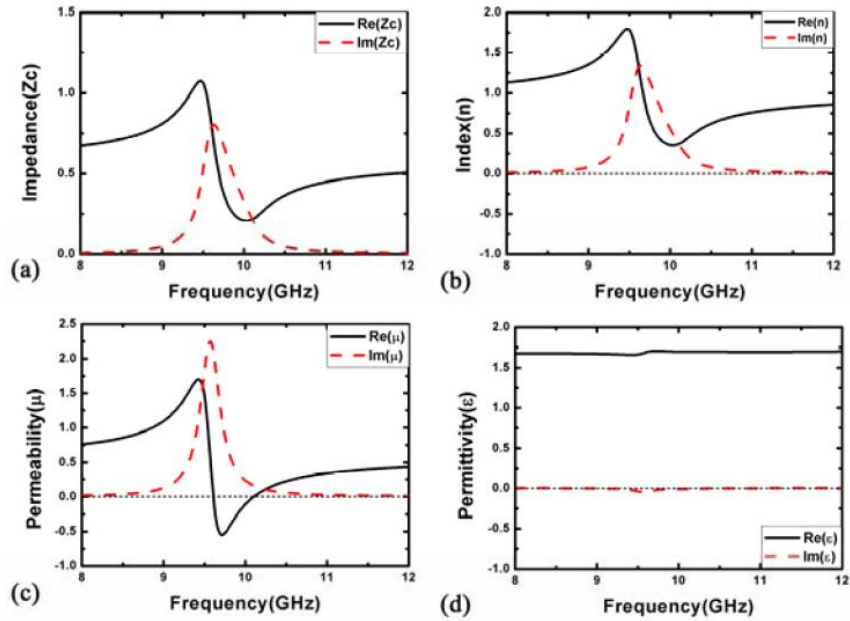 1.5
1.0
0.5
0.0
Impedance(Zc)
Re(Zc)
Im(Zc)
8 9 10 11 12
Frequency(GHz)
(a)
2.0
1.5
1.0
0.5
0.0
-0.5
-1.0
Index(n)
Re(n)
Im(n)
8 9 10 11 12
Frequency(GHz)
(b)
2.5
2.0
1.5
1.0
0.5
0.0
-0.5
-1.0
Permeability(μ)
Re(μ)
Im(μ)
8 9 10 11 12
Frequency(GHz)
(c)
2.0
1.5
1.0
0.5
0.0
-0.5
-1.0
Permittivity(ε)
Re(ε)
Im(ε)
8 9 10 11 12
Frequency(GHz)
(d)